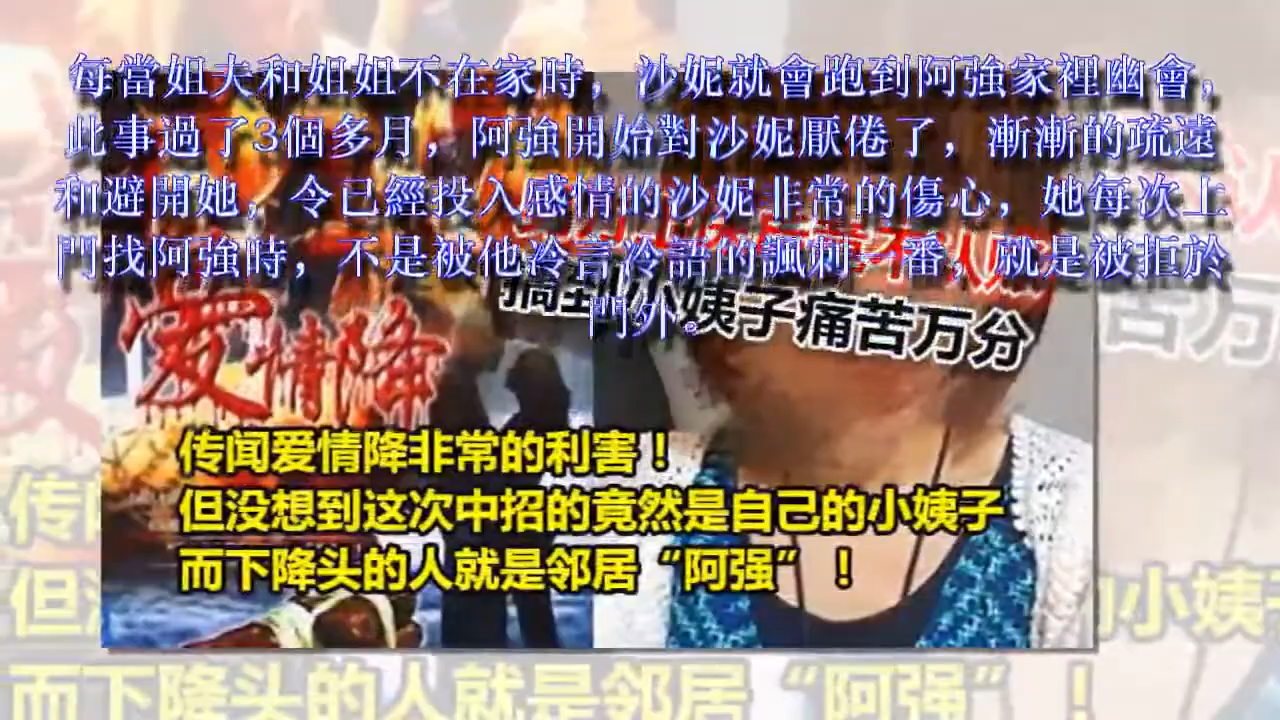 每當姐夫和姐姐不在家時，沙妮就會跑到阿強家裡幽會，
此事過了3個多月，阿強開始對沙妮厭倦了，漸漸的疏遠
和避開她，令已經投入感情的沙妮非常的傷心，她每次上
門找阿強時，不是被他冷言冷語的諷刺一番，就是被拒於
門外。
搞到小姨子痛苦万分
爱情降
传闻爱情降非常的利害！
但没想到这次中招的竟然是自己的小姨子
而下降头的人就是邻居“阿强”！